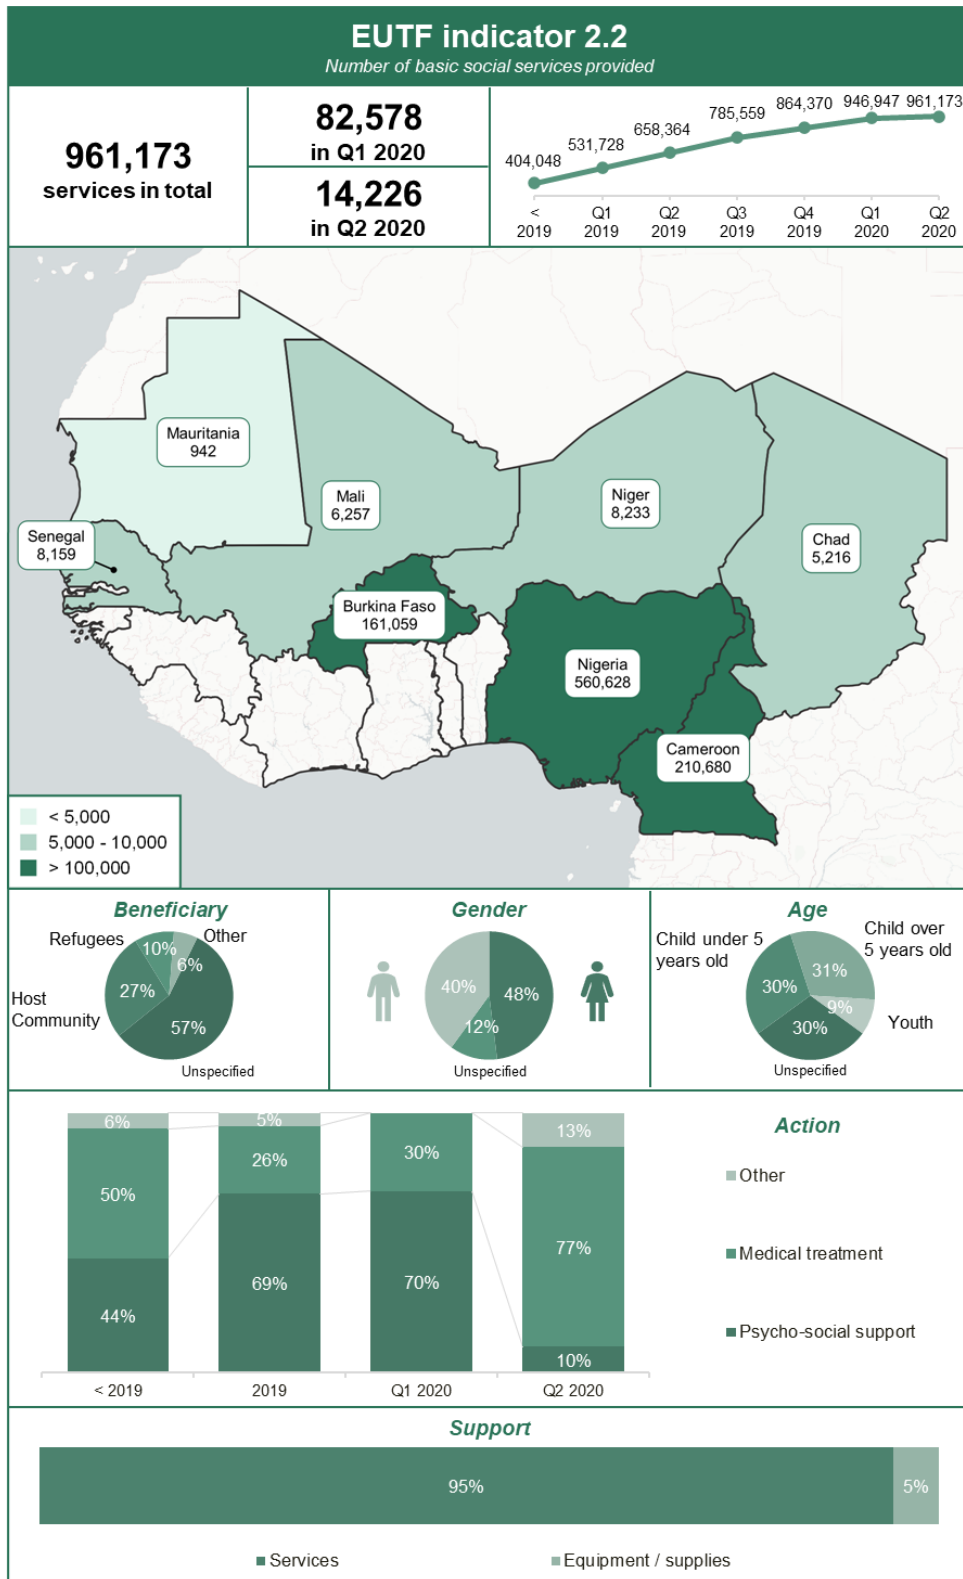 EUTF indicator 2.2
Number of basic social services provided
961,173
services in total
82,578
in Q1 2020
14,226
in Q2 2020
404,048
531,728
658,364
785,559
864,370
946,947
961,173
<
2019
Q1
2019
Q2
2019
Q3
2019
Q4
2019
Q1
2020
Q2
2020
Mauritania
942
Mali
6,257
Niger
8,233
Chad
5,216
Senegal
8,159
Burkina Faso
161,059
Nigeria
560,628
Cameroon
210,680
< 5,000
5,000 - 10,000
> 100,000
Beneficiary
Refugees
10%
Other
6%
Host
Community
27%
57%
Unspecified
Gender
40%
48%
12%
Unspecified
Age
Child under 5
years old
Child over
5 years old
31%
30%
9%
Youth
30%
Unspecified
6%
50%
44%
5%
26%
69%
30%
70%
13%
77%
10%
< 2019
2019
Q1 2020
Q2 2020
Action
Other
Medical treatment
Psycho-social support
Support
95%
5%
Services
Equipment / supplies